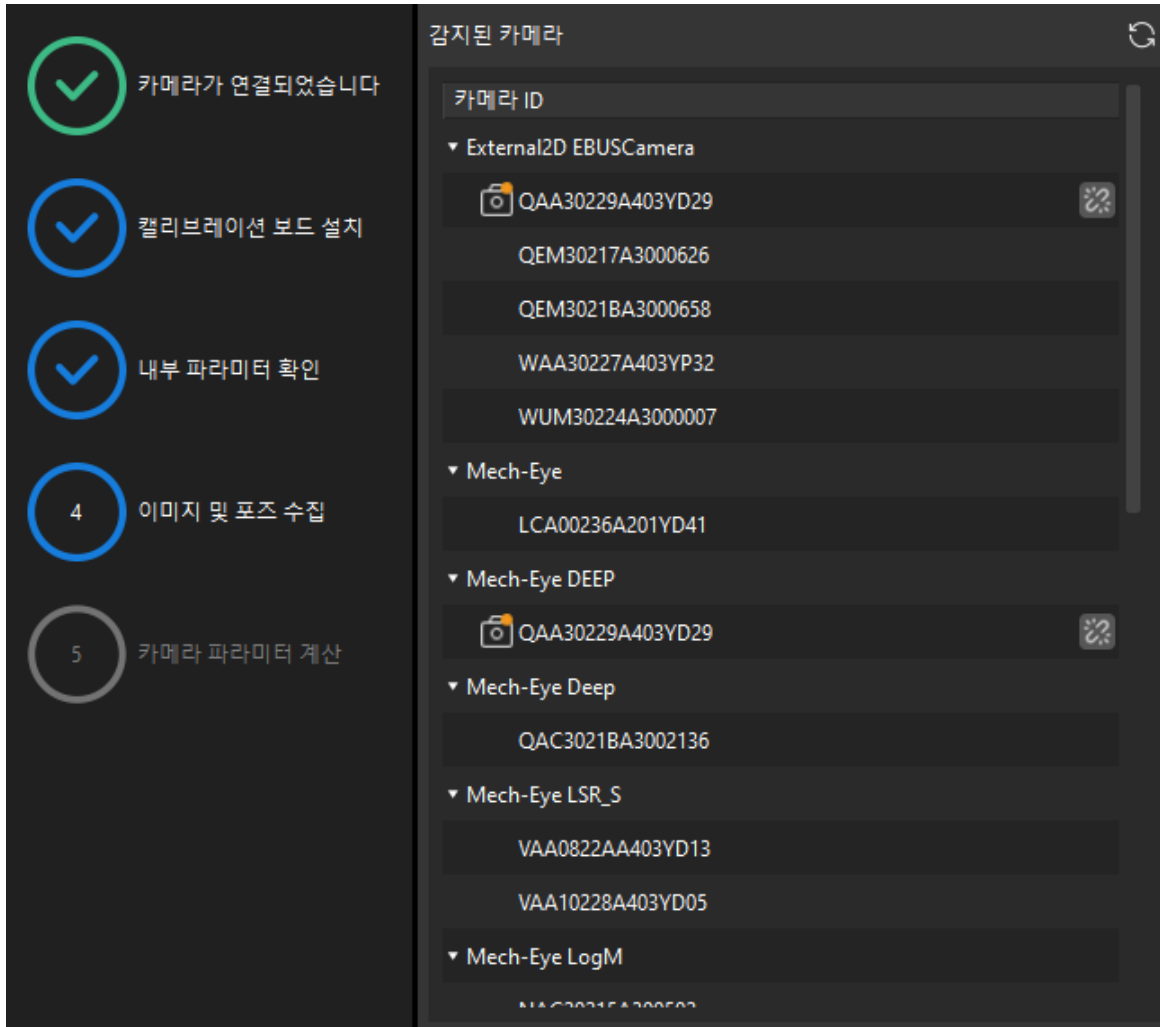 카메라가 연결되었습니다
캘리브레이션 보드 설치
내부 파라미터 확인
4 이미지 및 포즈 수집
5 카메라 파라미터 계산
감지된 카메라
카메라 ID
External2D EBUSCamera
QAA30229A403YD29
QEM30217A3000626
QEM3021BA3000658
WAA30227A403YP32
WUM30224A3000007
Mech-Eye
LCA00236A201YD41
Mech-Eye DEEP
QAA30229A403YD29
Mech-Eye Deep
QAC3021BA3002136
Mech-Eye LSR_S
VAA0822AA403YD13
VAA10228A403YD05
Mech-Eye LogM